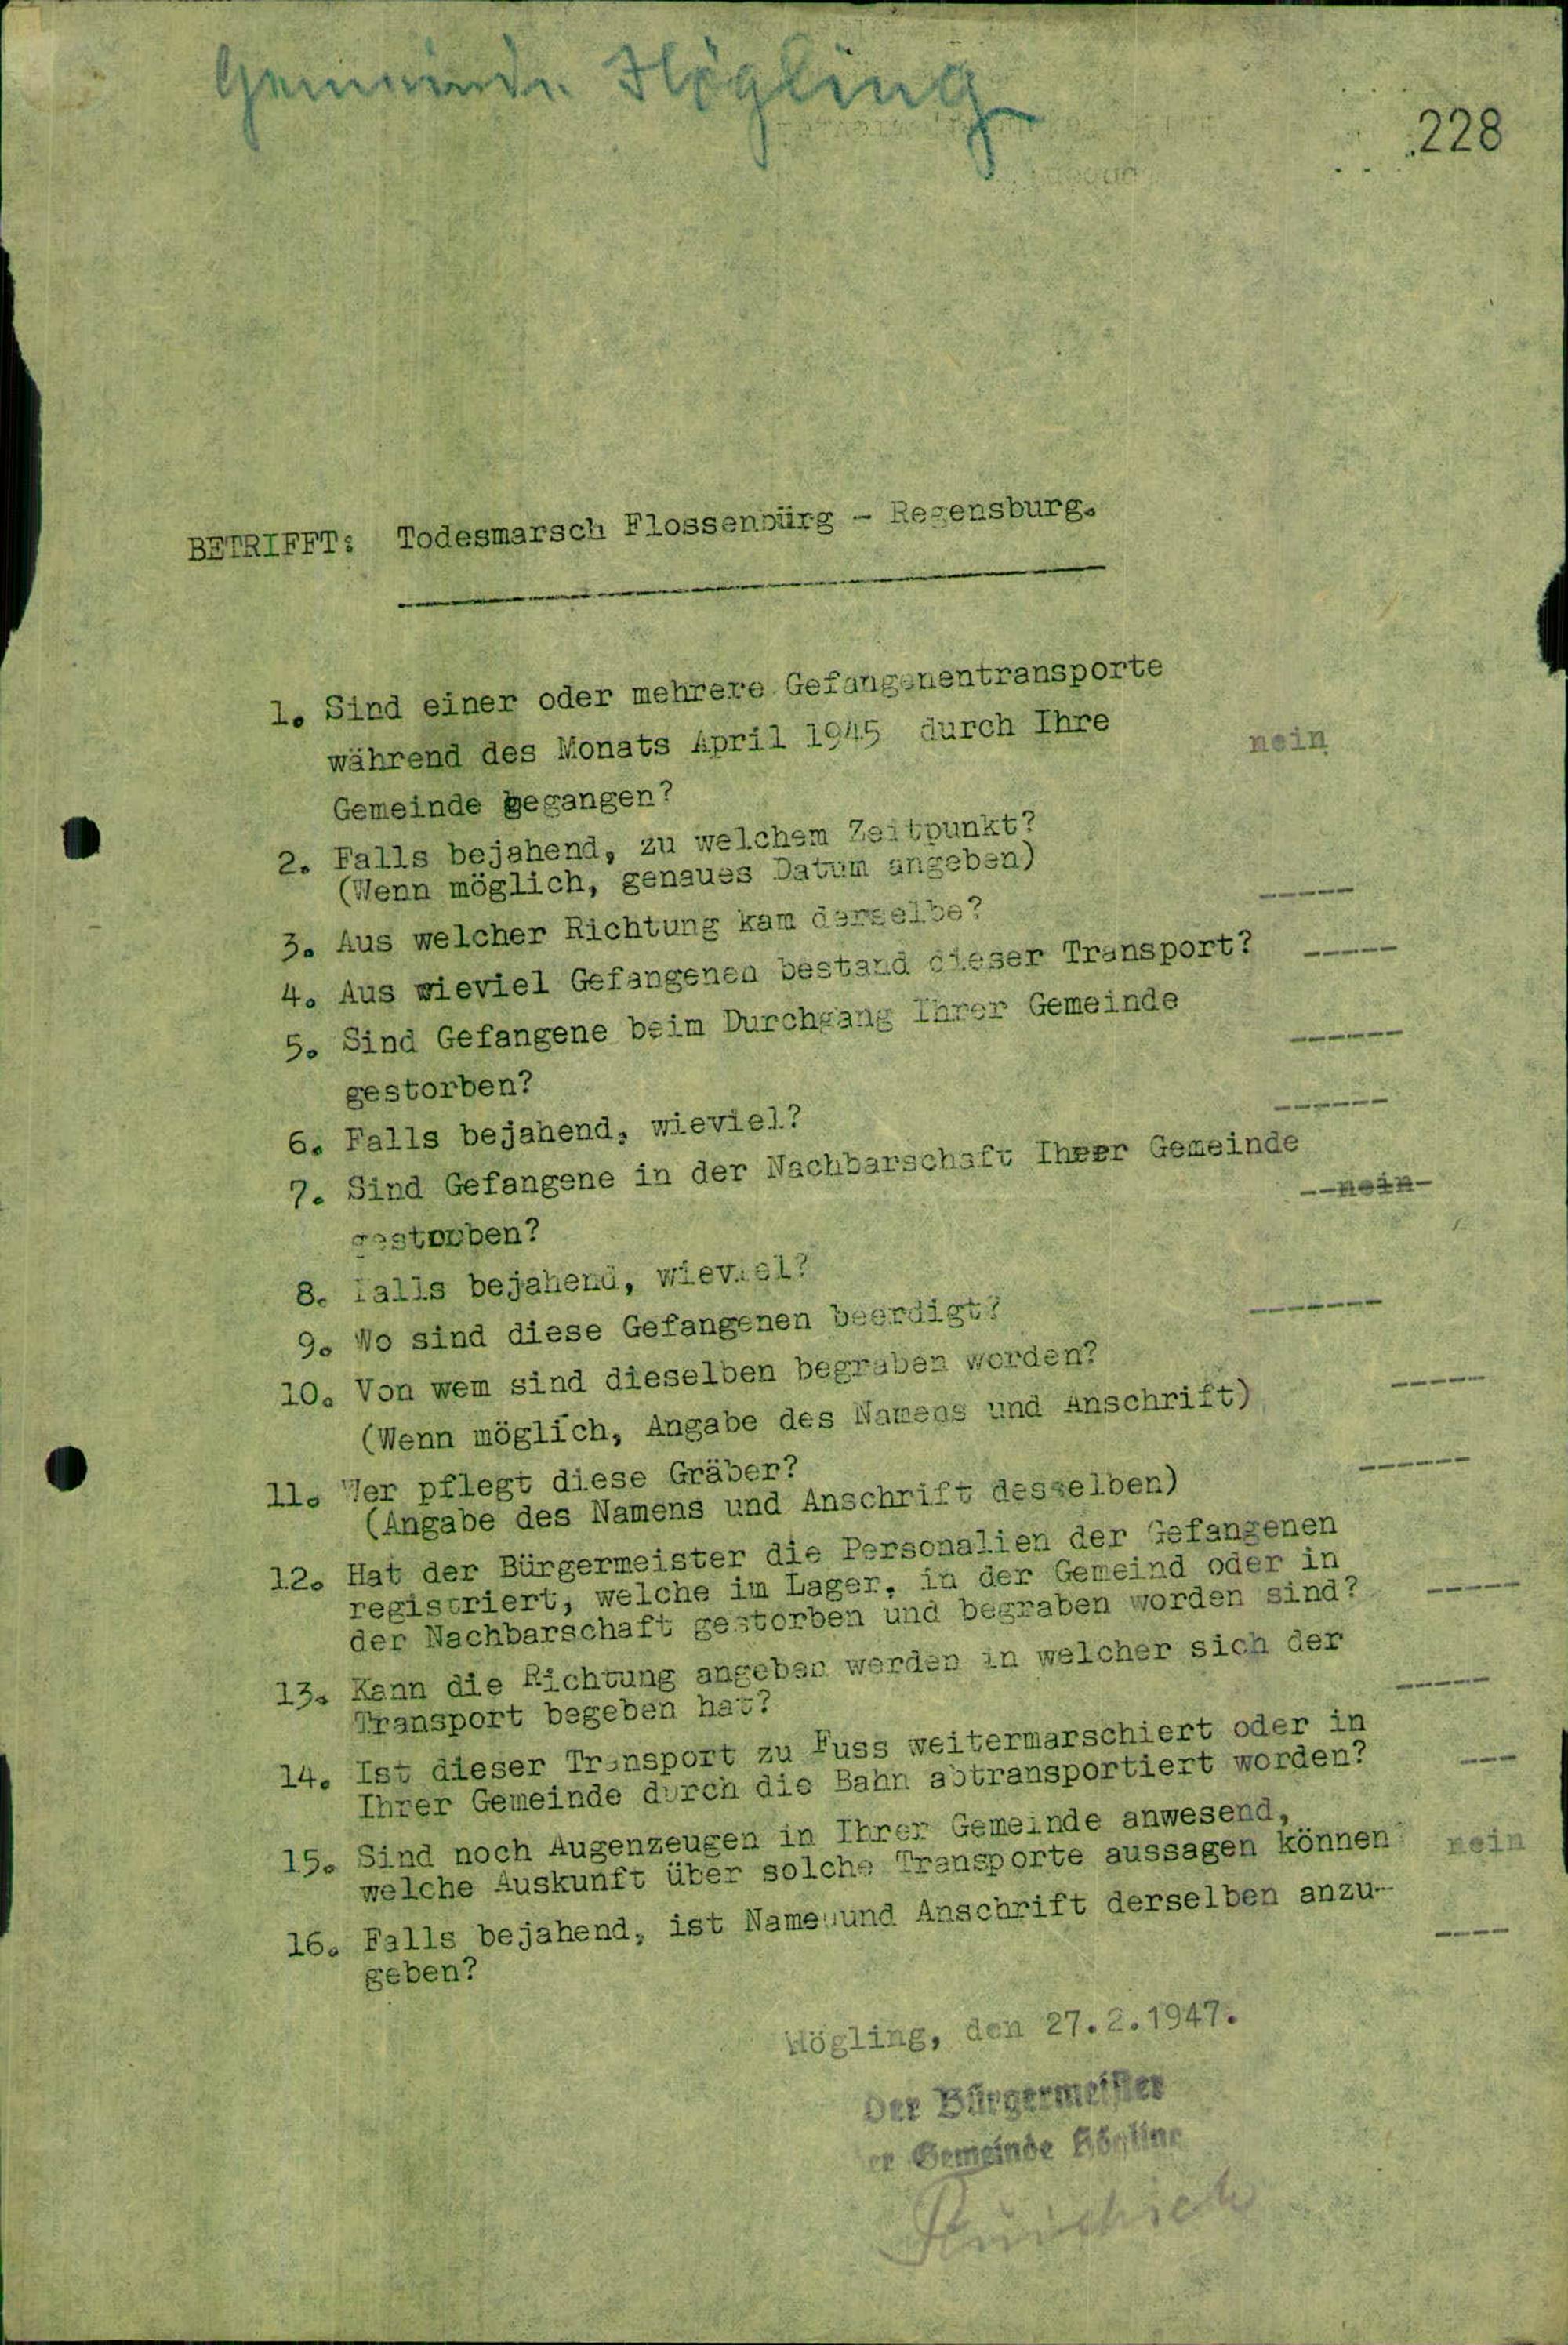 Gemeinde Högling
228
BETRIFFT: Todesmarsch Flossenbürg - Regensburg.
1. Sind einer oder mehrere Gefangenentransporte
während des Monats April 1945 durch Ihre nein
Gemeinde gegangen?
2. Falls bejahend, zu welchem Zeitpunkt?
(Wenn möglich, genaues Datum angeben) -----
3. Aus welcher Richtung kam derselbe?
4. Aus wieviel Gefangenen bestand dieser Transport? -----
5. Sind Gefangene beim Durchgang Ihrer Gemeinde ------
gestorben?
6. Falls bejahend, wieviel? ------
7. Sind Gefangene in der Nachbarschaft Ihrer Gemeinde
gestorben? --nein-
8. Falls bejahend, wieviel?
9. Wo sind diese Gefangenen beerdigt? -------
10. Von wem sind dieselben begraben worden? -----
(Wenn möglich, Angabe des Namens und Anschrift)
11. Wer pflegt diese Gräber? ------
(Angabe des Namens und Anschrift desselben)
12. Hat der Bürgermeister die Personalien der Gefangenen
registriert, welche im Lager, in der Gemeind oder in
der Nachbarschaft gestorben und begraben worden sind? -----
13. Kann die Richtung angeben werden in welcher sich der
Transport begeben hat? -----
14. Ist dieser Transport zu Fuss weitermarschiert oder in
Ihrer Gemeinde durch die Bahn abtransportiert worden? ---
15. Sind noch Augenzeugen in Ihrer Gemeinde anwesend,
welche Auskunft über solche Transporte aussagen können nein
16. Falls bejahend, ist Name und Anschrift derselben anzu-
geben? ----
Högling, den 27.2.1947.
Der Bürgermeister
er Gemeinde Högling